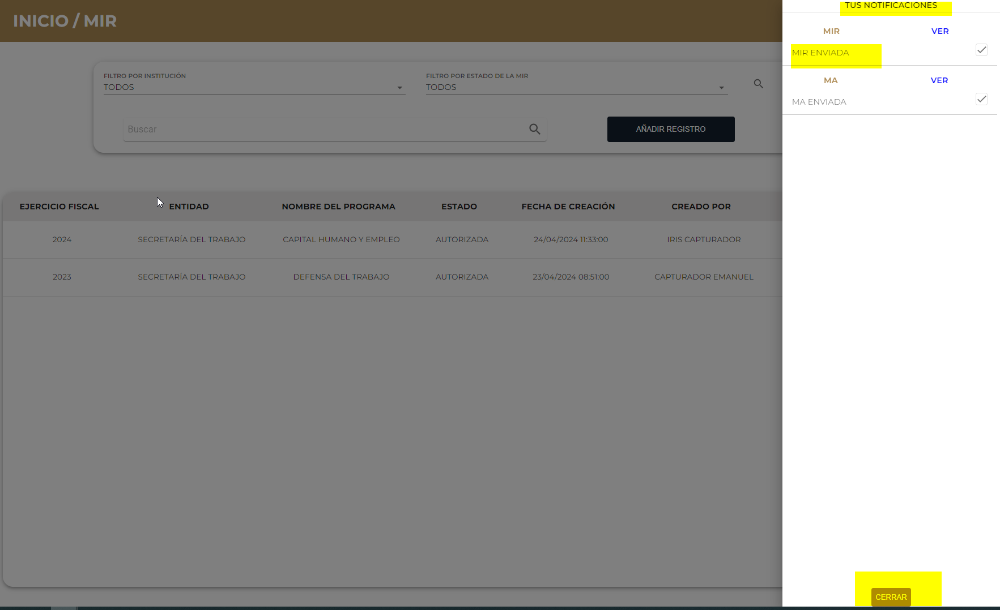 INICIO / MIR
FILTRO POR INSTITUCIÓN
TODOS
FILTRO POR ESTADO DE LA MIR
TODOS
Buscar
AÑADIR REGISTRO
EJERCICIO FISCAL ENTIDAD NOMBRE DEL PROGRAMA ESTADO FECHA DE CREACIÓN CREADO POR
2024 SECRETARÍA DEL TRABAJO CAPITAL HUMANO Y EMPLEO AUTORIZADA 24/04/2024 11:33:00 IRIS CAPTURADOR
2023 SECRETARÍA DEL TRABAJO DEFENSA DEL TRABAJO AUTORIZADA 23/04/2024 08:51:00 CAPTURADOR EMANUEL
TUS NOTIFICACIONES
MIR VER
MIR ENVIADA
MA VER
MA ENVIADA
CERRAR